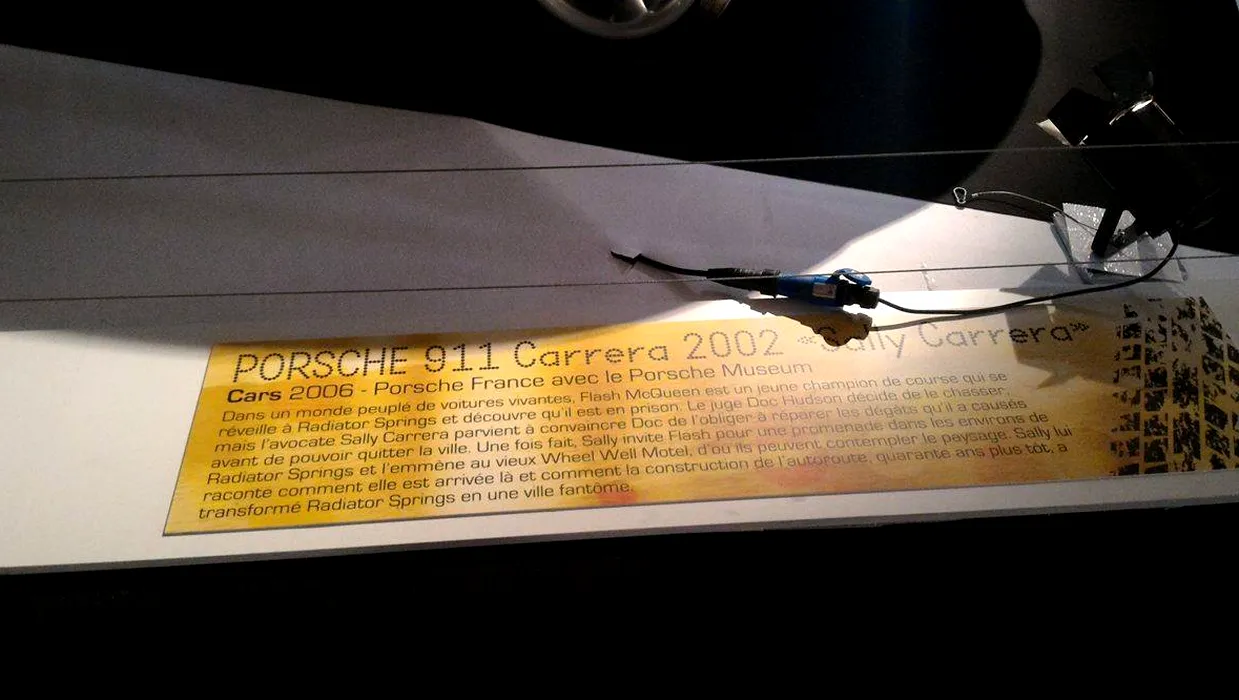 PORSCHE 911 Carrera 2002 «Sally Carrera»
Cars 2006 - Porsche France avec le Porsche Museum
Dans un monde peuplé de voitures vivantes, Flash McQueen est un jeune champion de course qui se
réveille à Radiator Springs et découvre qu'il est en prison. Le juge Doc Hudson décide de le chasser,
mais l'avocate Sally Carrera parvient à convaincre Doc de l'obliger à réparer les dégâts qu'il a causés
avant de pouvoir quitter la ville. Une fois fait, Sally invite Flash pour une promenade dans les environs de
Radiator Springs et l'emmène au vieux Wheel Well Motel, d'où ils peuvent contempler le paysage. Sally lui
raconte comment elle est arrivée là et comment la construction de l'autoroute, quarante ans plus tôt, a
transformé Radiator Springs en une ville fantôme.